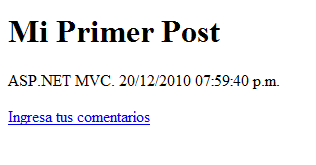 Mi Primer Post
ASP.NET MVC. 20/12/2010 07:59:40 p.m.
Ingresa tus comentarios